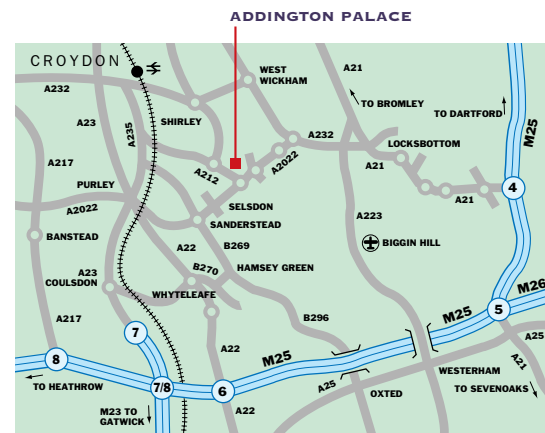 ADDINGTON PALACE
CROYDON
A21
WEST
WICKHAM
A232
A23
TO BROMLEY
TO DARTFORD
M25
A235
SHIRLEY
A232
LOCKSBOTTOM
A217
A212
A2022
A21
PURLEY
4
A21
SELSDON
A2022
SANDERSTEAD
A223
BANSTEAD
A22
B269
BIGGIN HILL
B270
HAMSEY GREEN
A23
COULSDON
WHYTELEAFE
M26
A217
B296
M25
5
7
A22
M25
A25
8
A21
WESTERHAM
TO HEATHROW
7/8
6
A25
OXTED
TO SEVENOAKS
M23 TO
GATWICK
A22